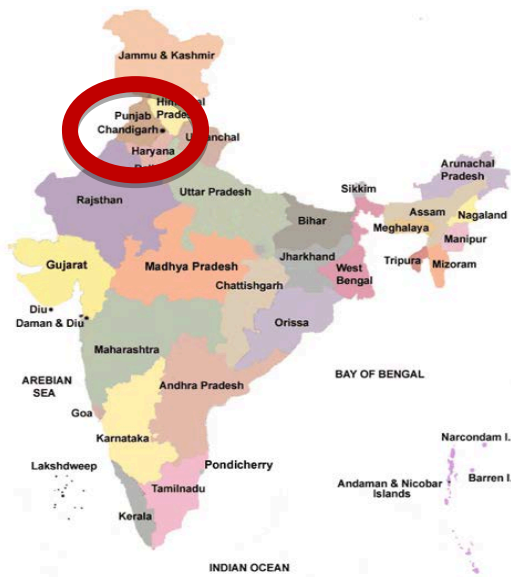 Jammu & Kashmir
Punjab
Chandigarh
Haryana
Rajsthan
Uttar Pradesh
Sikkim
Arunachal
Pradesh
Assam
Nagaland
Meghalaya
Manipur
Tripura
Mizoram
Bihar
Jharkhand
West
Bengal
Gujarat
Madhya Pradesh
Chattishgarh
Orissa
Diu
Daman & Diu
Maharashtra
AREBIAN
SEA
BAY OF BENGAL
Andhra Pradesh
Goa
Karnataka
Pondicherry
Lakshdweep
Tamilnadu
Kerala
Narcondam I.
Barren I.
Andaman & Nicobar
Islands
INDIAN OCEAN